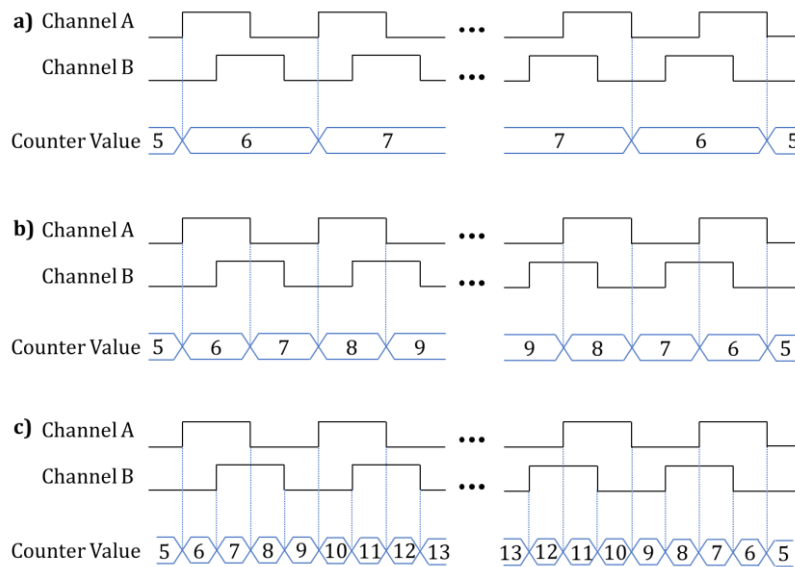 a) Channel A
•••
Channel B
•••
Counter Value 5 6 7 7 6 5
b) Channel A
•••
Channel B
•••
Counter Value 5 6 7 8 9 9 8 7 6 5
c) Channel A
•••
Channel B
•••
Counter Value 5 6 7 8 9 10 11 12 13 13 12 11 10 9 8 7 6 5